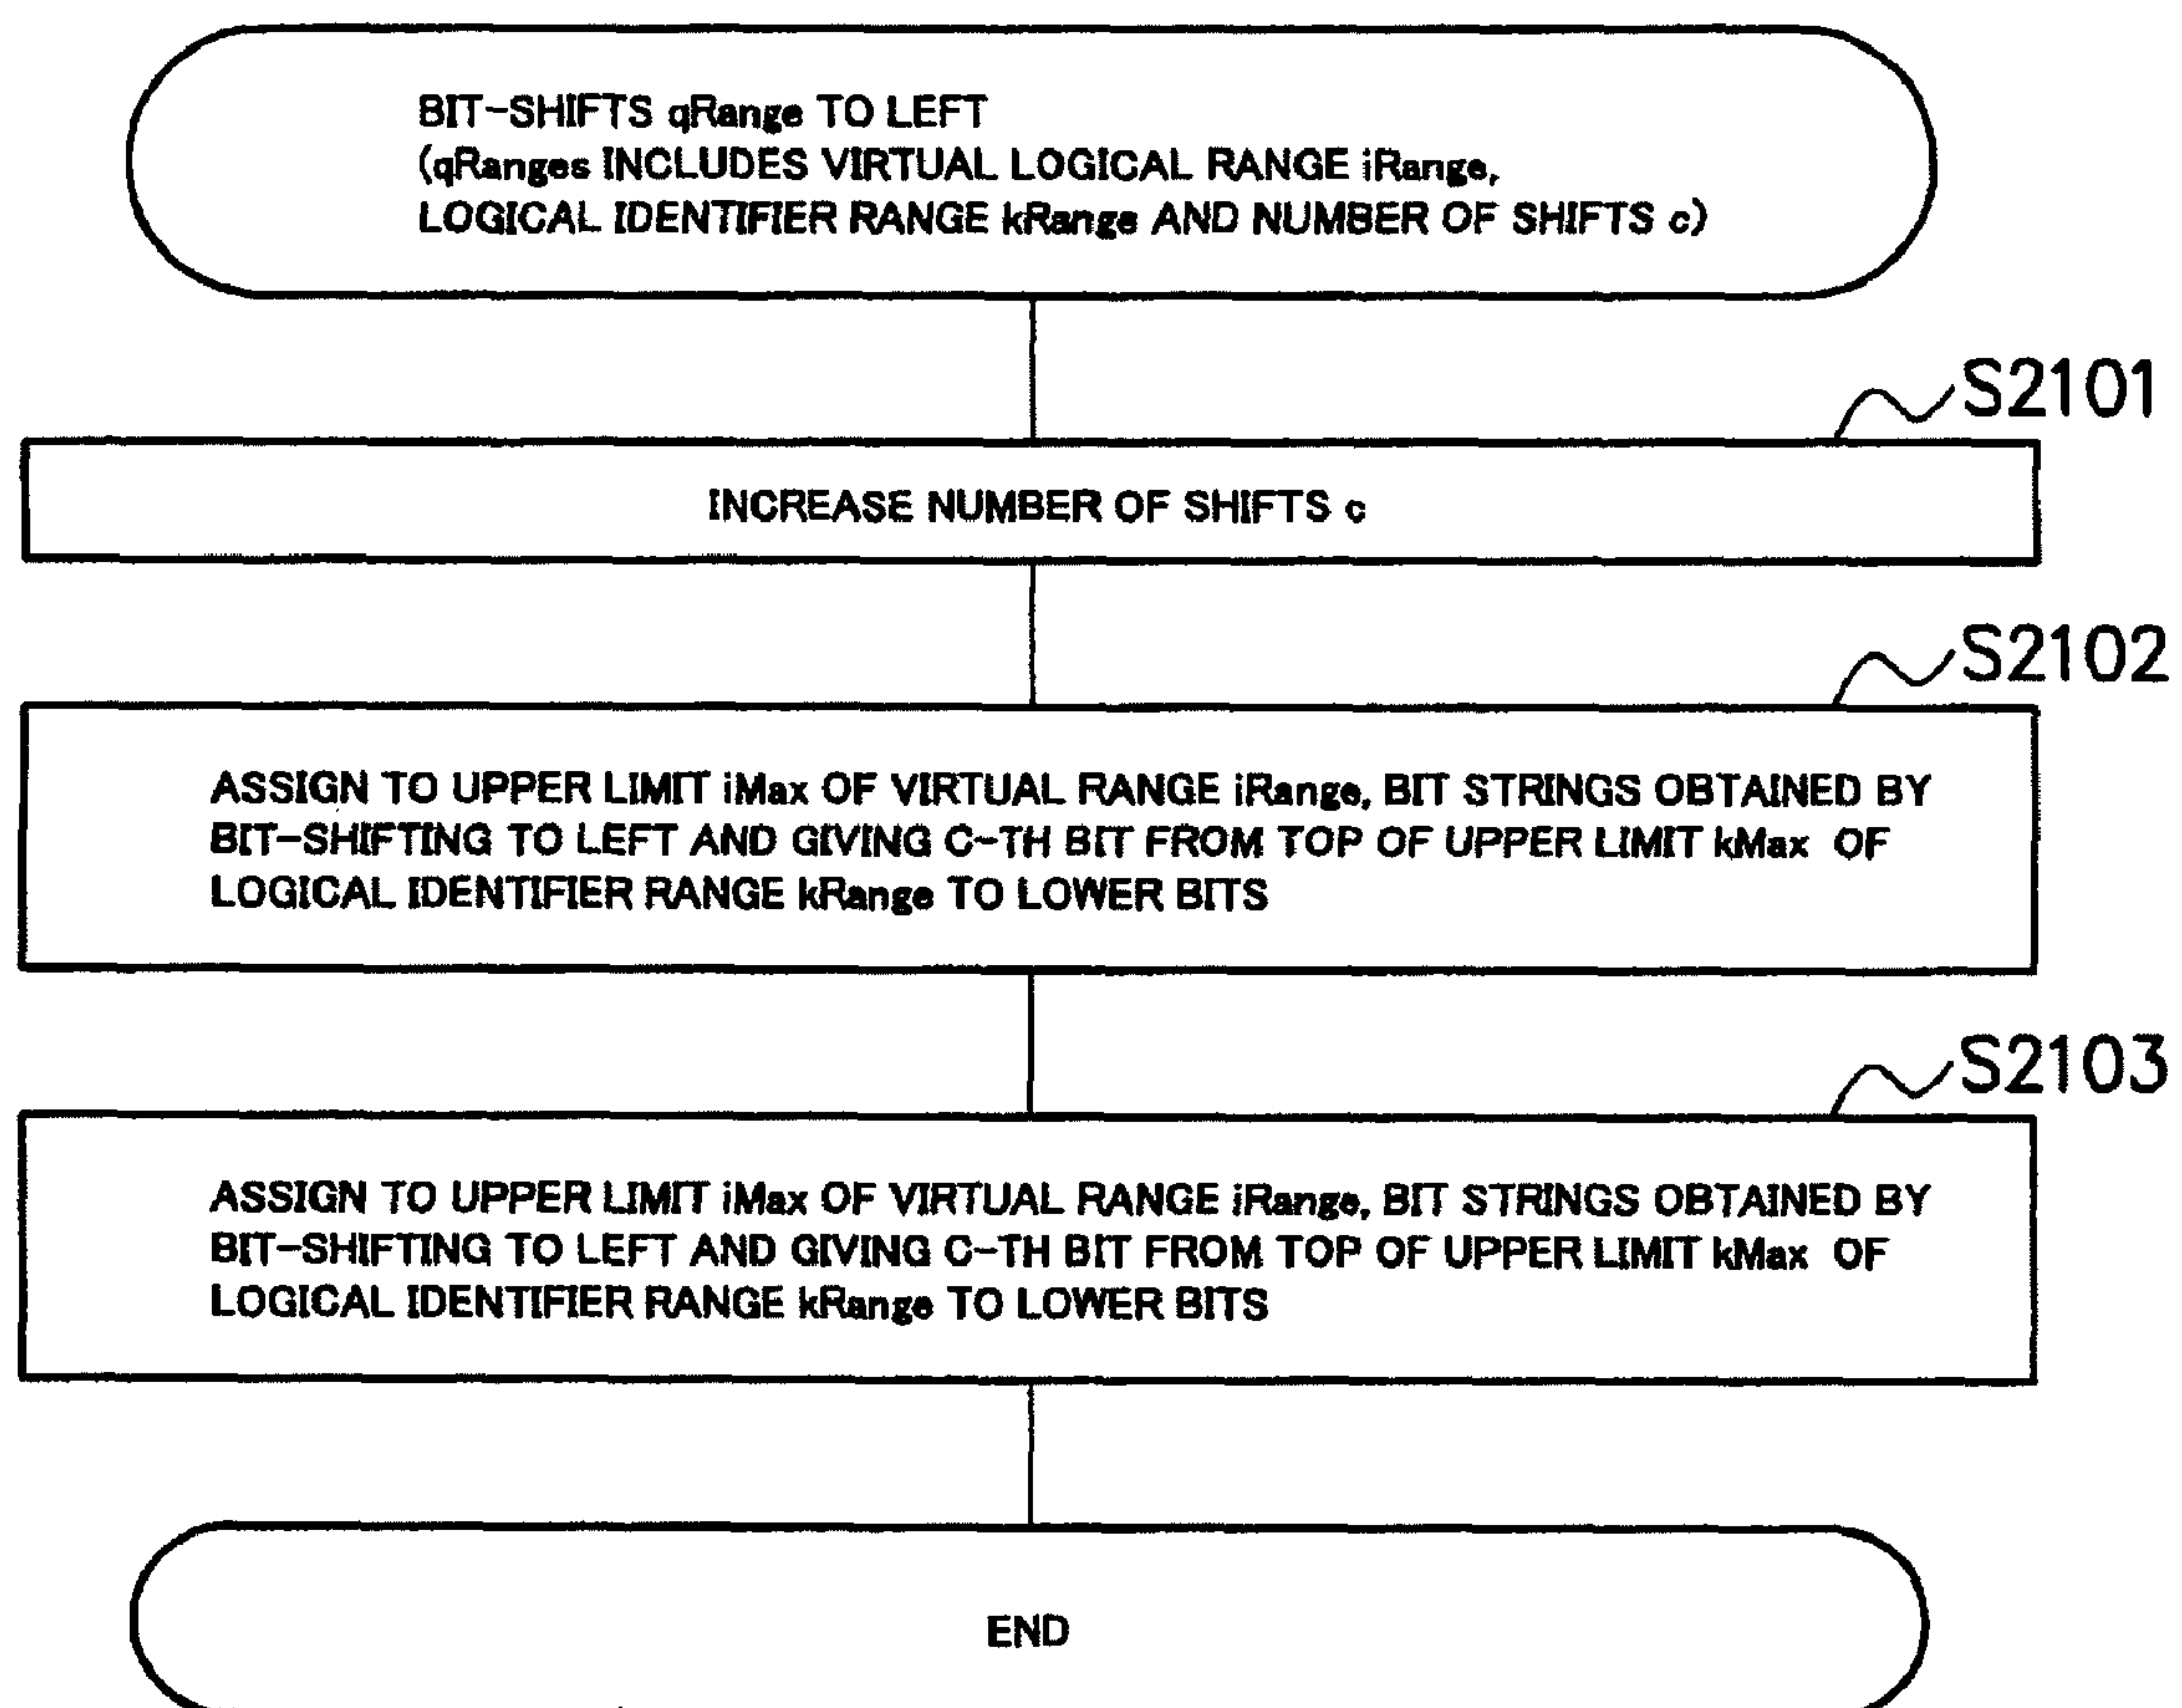 BIT-SHIFTS qRange TO LEFT
(qRanges INCLUDES VIRTUAL LOGICAL RANGE iRange,
LOGICAL IDENTIFIER RANGE kRange AND NUMBER OF SHIFTS c)
S2101
INCREASE NUMBER OF SHIFTS c
S2102
ASSIGN TO UPPER LIMIT iMax OF VIRTUAL RANGE iRange, BIT STRINGS OBTAINED BY
BIT-SHIFTING TO LEFT AND GIVING C-TH BIT FROM TOP OF UPPER LIMIT kMax OF
LOGICAL IDENTIFIER RANGE kRange TO LOWER BITS
S2103
ASSIGN TO UPPER LIMIT iMax OF VIRTUAL RANGE iRange, BIT STRINGS OBTAINED BY
BIT-SHIFTING TO LEFT AND GIVING C-TH BIT FROM TOP OF UPPER LIMIT kMax OF
LOGICAL IDENTIFIER RANGE kRange TO LOWER BITS
END